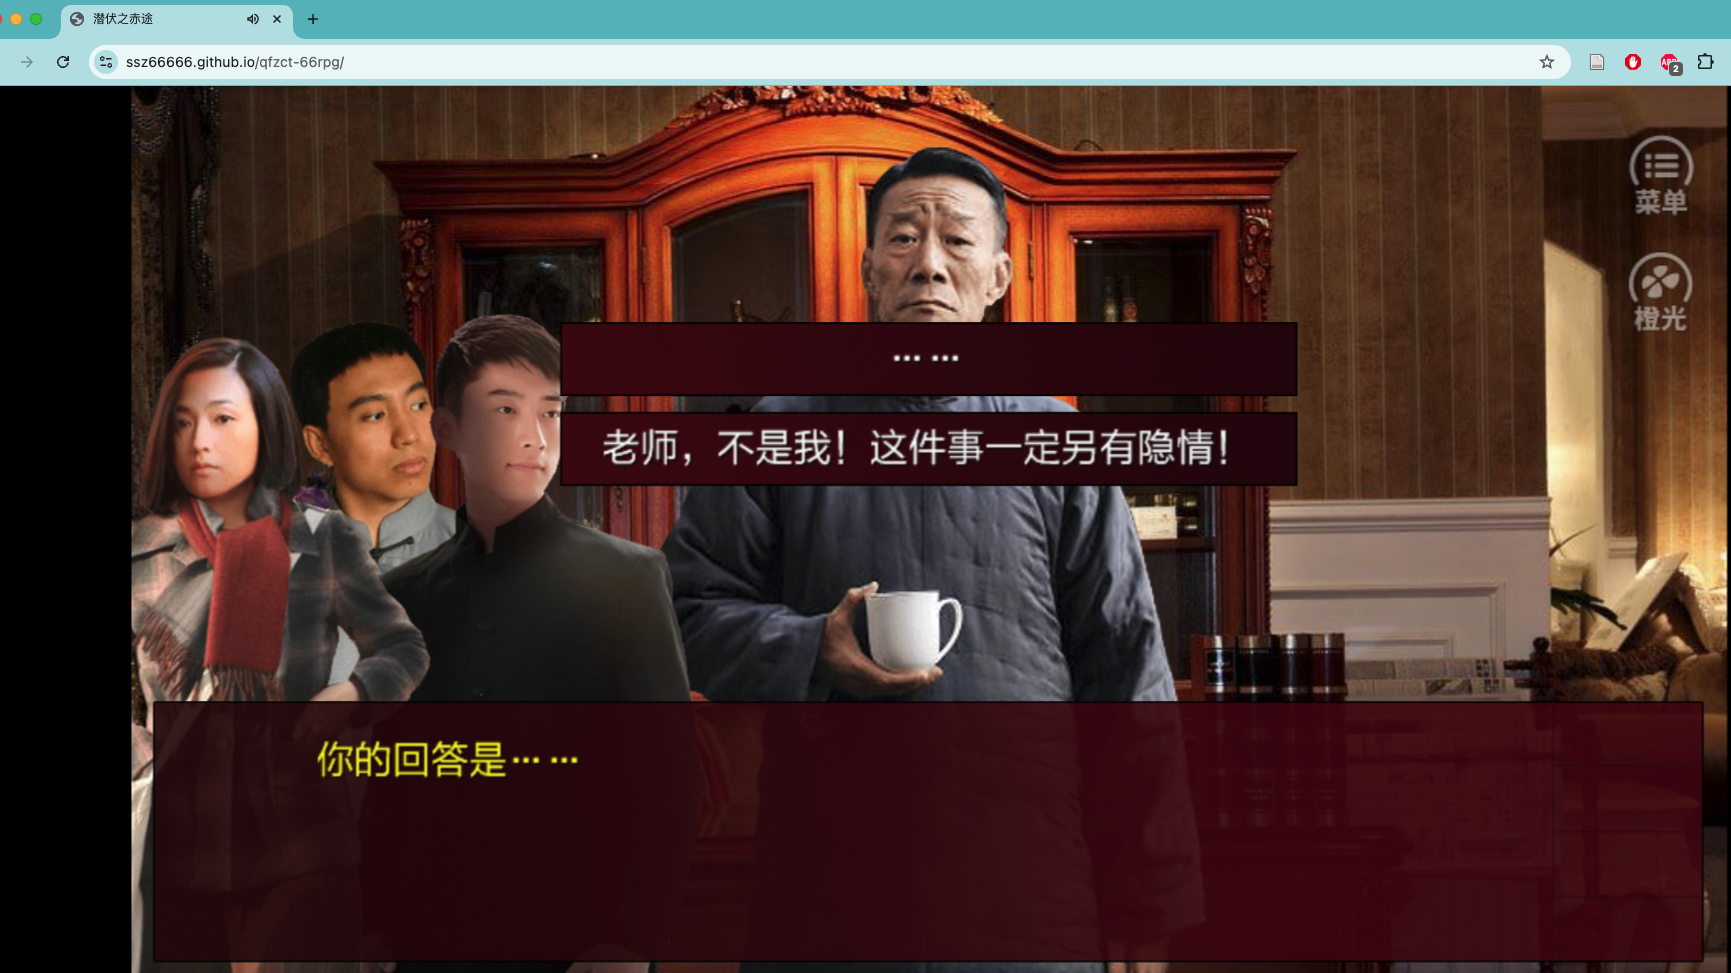 潜伏之赤途
ssz66666.github.io/qfzct-66rpg/
2
菜单
橙光
… …
老师，不是我！这件事一定另有隐情！
你的回答是… …